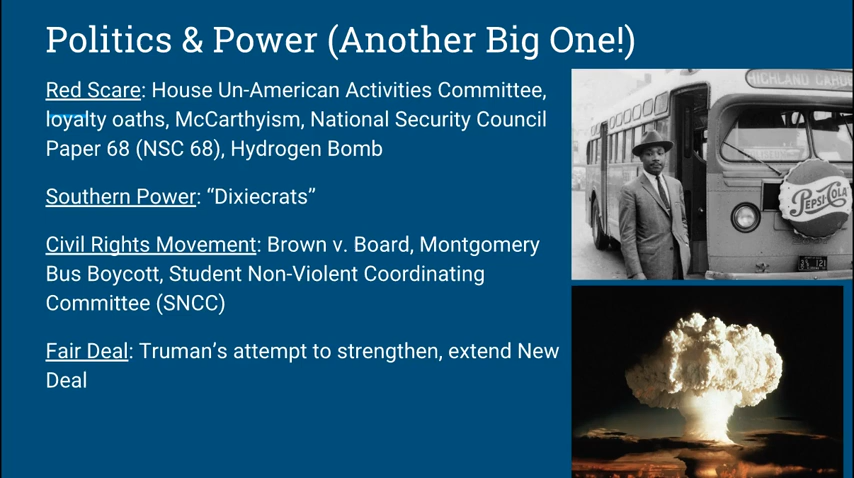 Politics & Power (Another Big One!)
Red Scare: House Un-American Activities Committee,
loyalty oaths, McCarthyism, National Security Council
Paper 68 (NSC 68), Hydrogen Bomb
Southern Power: “Dixiecrats”
Civil Rights Movement: Brown v. Board, Montgomery
Bus Boycott, Student Non-Violent Coordinating
Committee (SNCC)
Fair Deal: Truman’s attempt to strengthen, extend New
Deal
HIGHLAND
PEPSI-COLA